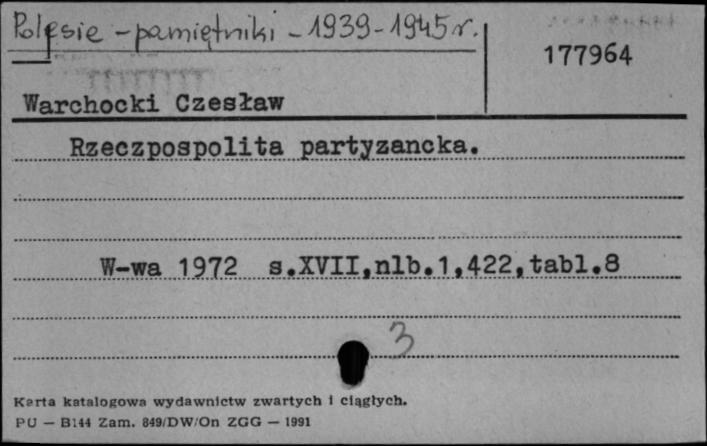 Polesie - pamiętniki - 1939-1945 r.
177964
Warchocki Czesław
Rzeczpospolita partyzancka.
W-wa 1972 s.XVII,nlb.1,422,tabl.8
3
Karta katalogowa wydawnictw zwartych i ciągłych.
PU — B144 Zam. 849/DW/On ZGG — 1991